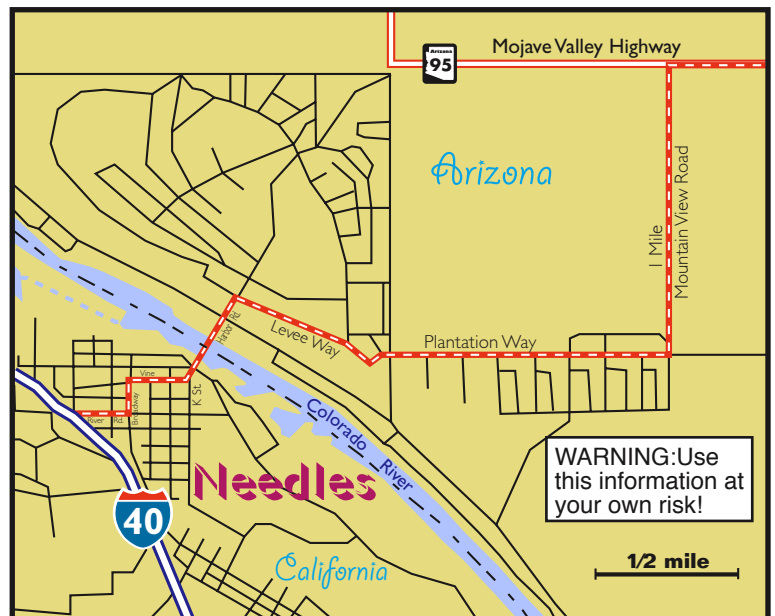 Mojave Valley Highway
Arizona
95
Arizona
1 Mile
Mountain View Road
Harbor Rd.
Levee Way
Plantation Way
Vine
Broadway
K St.
River Rd.
Colorado River
Needles
WARNING:Use
this information at
your own risk!
40
1/2 mile
California